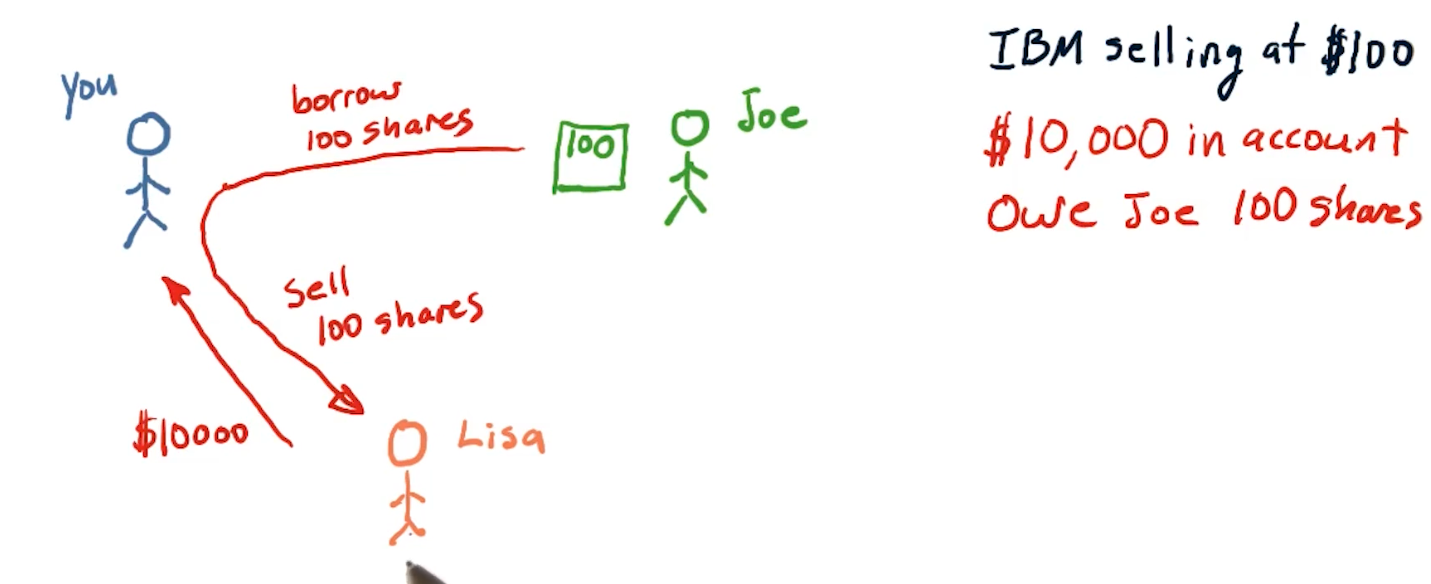 you
borrow
100 shares
100
Joe
sell
100 shares
$10000
Lisa
IBM selling at $100
$10,000 in account
Owe Joe 100 shares